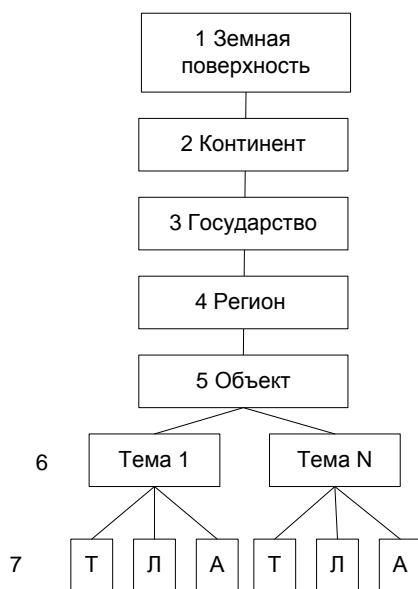 1 Земная
поверхность
2 Континент
3 Государство
4 Регион
5 Объект
6 Тема 1 Тема N
7 Т Л А Т Л А